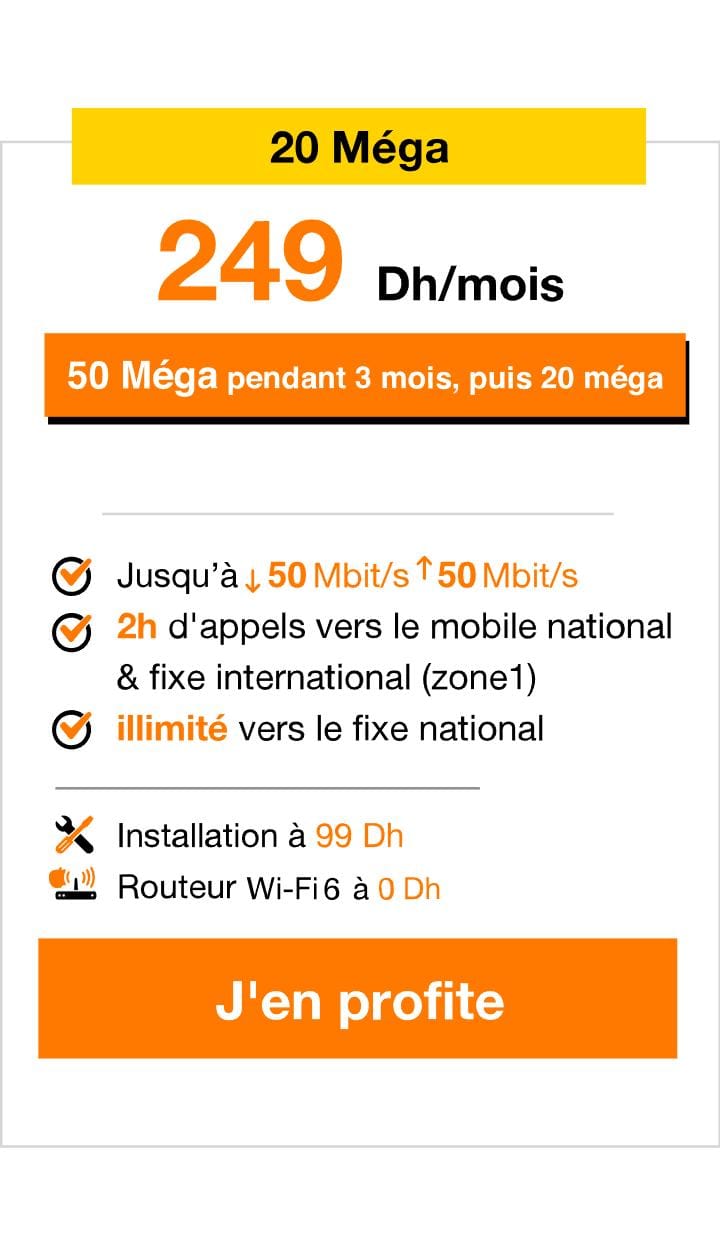 20 Méga
249 Dh/mois
50 Méga pendant 3 mois, puis 20 méga
Jusqu'à ↓ 50 Mbit/s ↑ 50 Mbit/s
2h d'appels vers le mobile national
& fixe international (zone1)
illimité vers le fixe national
Installation à 99 Dh
Routeur Wi-Fi 6 à 0 Dh
J'en profite